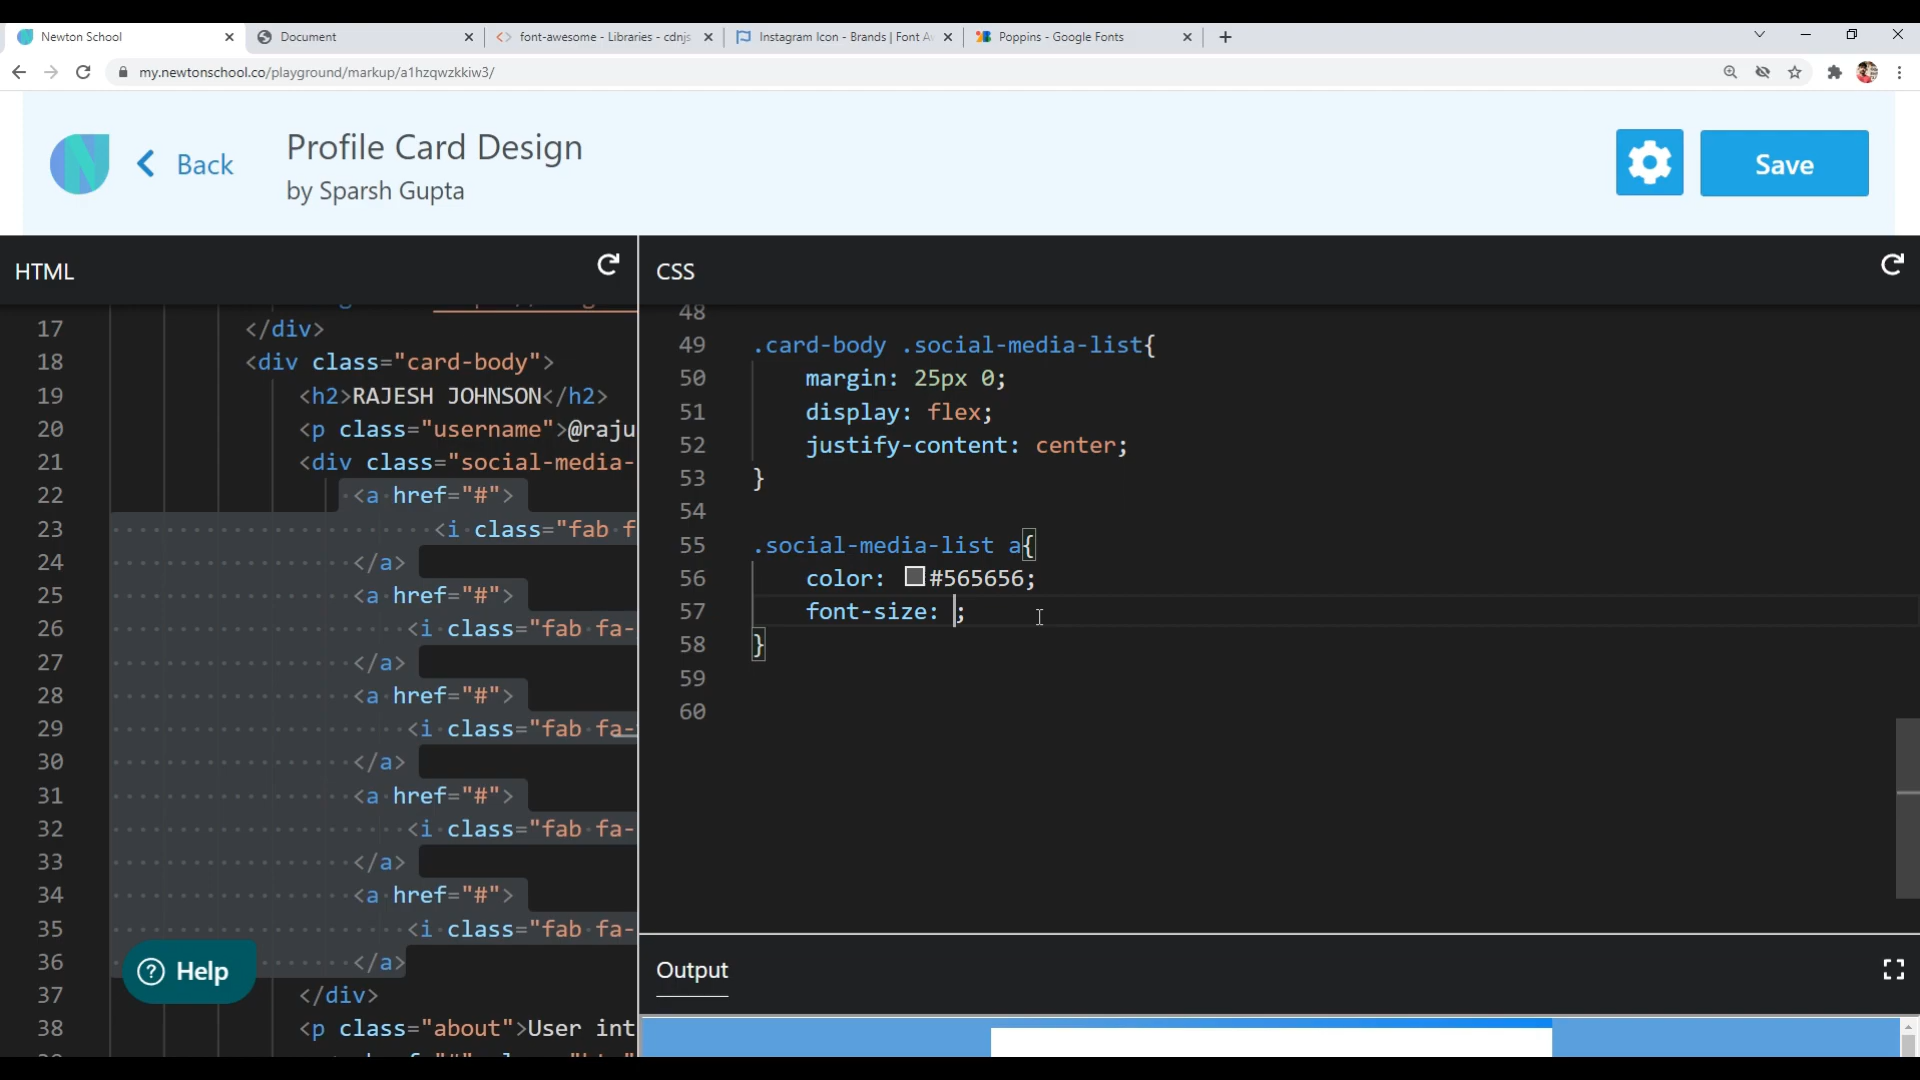 Newton School
Document
font-awesome - Libraries - cdnjs
Instagram Icon - Brands | Font A
Poppins - Google Fonts
my.newtonschool.co/playground/markup/a1hzqwzkkiw3/
Back
Profile Card Design
by Sparsh Gupta
Save
HTML
17 </div>
18 <div class="card-body">
19 <h2>RAJESH JOHNSON</h2>
20 <p class="username">@raju
21 <div class="social-media-
22 <a href="#">
23 <i class="fab f
24 </a>
25 <a href="#">
26 <i class="fab fa-
27 </a>
28 <a href="#">
29 <i class="fab fa-
30 </a>
31 <a href="#">
32 <i class="fab fa-
33 </a>
34 <a href="#">
35 <i class="fab fa-
36 </a>
37 </div>
38 <p class="about">User int
Help
CSS
48
49 .card-body .social-media-list{
50 margin: 25px 0;
51 display: flex;
52 justify-content: center;
53 }
54
55 .social-media-list a{
56 color: #565656;
57 font-size: ;
58 }
59
60
Output